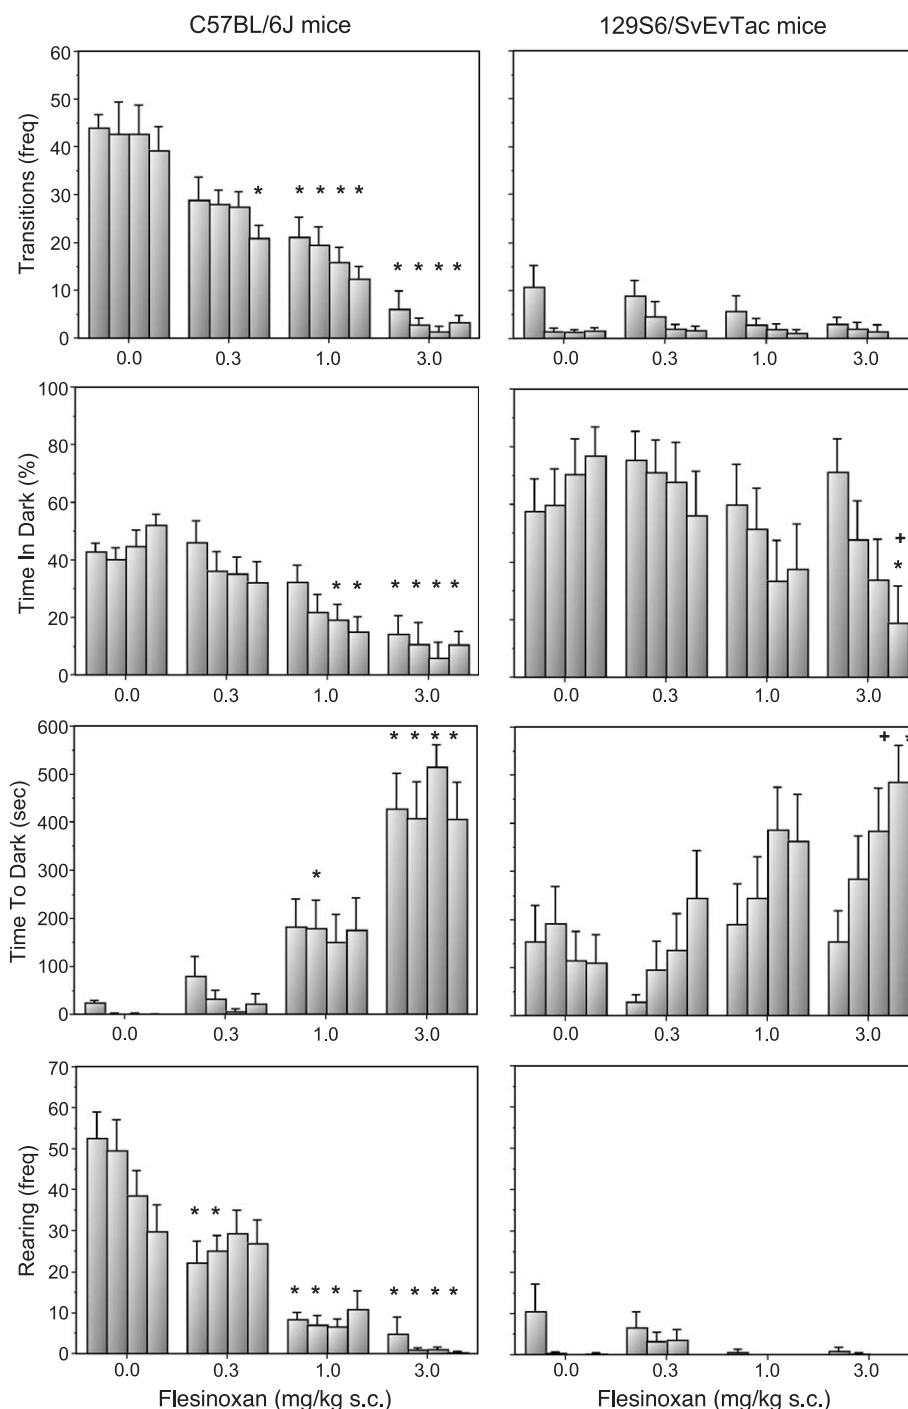 C57BL/6J mice
129S6/SvEvTac mice
Transitions (freq)
60
50
40
30
20
10
0
* * * * *
* * * *
0.0 0.3 1.0 3.0
0.0 0.3 1.0 3.0
Time In Dark (%)
100
80
60
40
20
0
* * * * * *
+
*
0.0 0.3 1.0 3.0
0.0 0.3 1.0 3.0
Time To Dark (sec)
600
500
400
300
200
100
0
* * * *
*
+ *
0.0 0.3 1.0 3.0
0.0 0.3 1.0 3.0
Rearing (freq)
70
60
50
40
30
20
10
0
* *
* * * * * * *
0.0 0.3 1.0 3.0
0.0 0.3 1.0 3.0
Flesinoxan (mg/kg s.c.)
Flesinoxan (mg/kg s.c.)